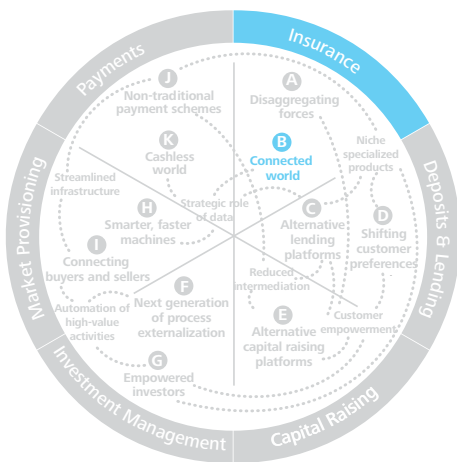 Payments
Insurance
J
Non-traditional
payment schemes
A
Disaggregating
forces
K
Cashless
world
B
Connected
world
Niche
specialized
products
Streamlined
infrastructure
Strategic role
of data
H
Smarter, faster
machines
C
Alternative
lending
platforms
D
Shifting
customer
preferences
I
Connecting
buyers and sellers
Reduced
intermediation
F
Next generation
of process
externalization
Automation of
high-value
activities
E
Alternative
capital raising
platforms
Customer
empowerment
G
Empowered
investors
Market Provisioning
Deposits & Lending
Investment Management
Capital Raising